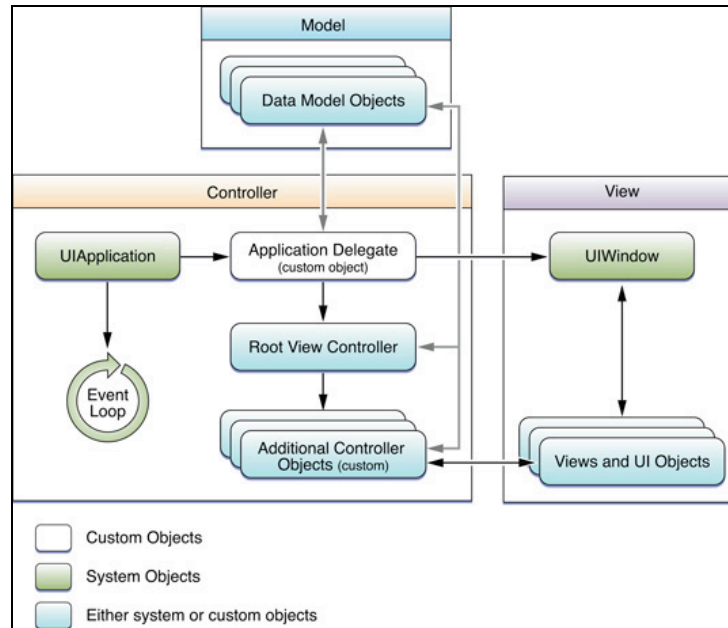 Model
Data Model Objects
Controller
View
UIApplication
Application Delegate
(custom object)
UIWindow
Root View Controller
Event
Loop
Additional Controller
Objects (custom)
Views and UI Objects
Custom Objects
System Objects
Either system or custom objects